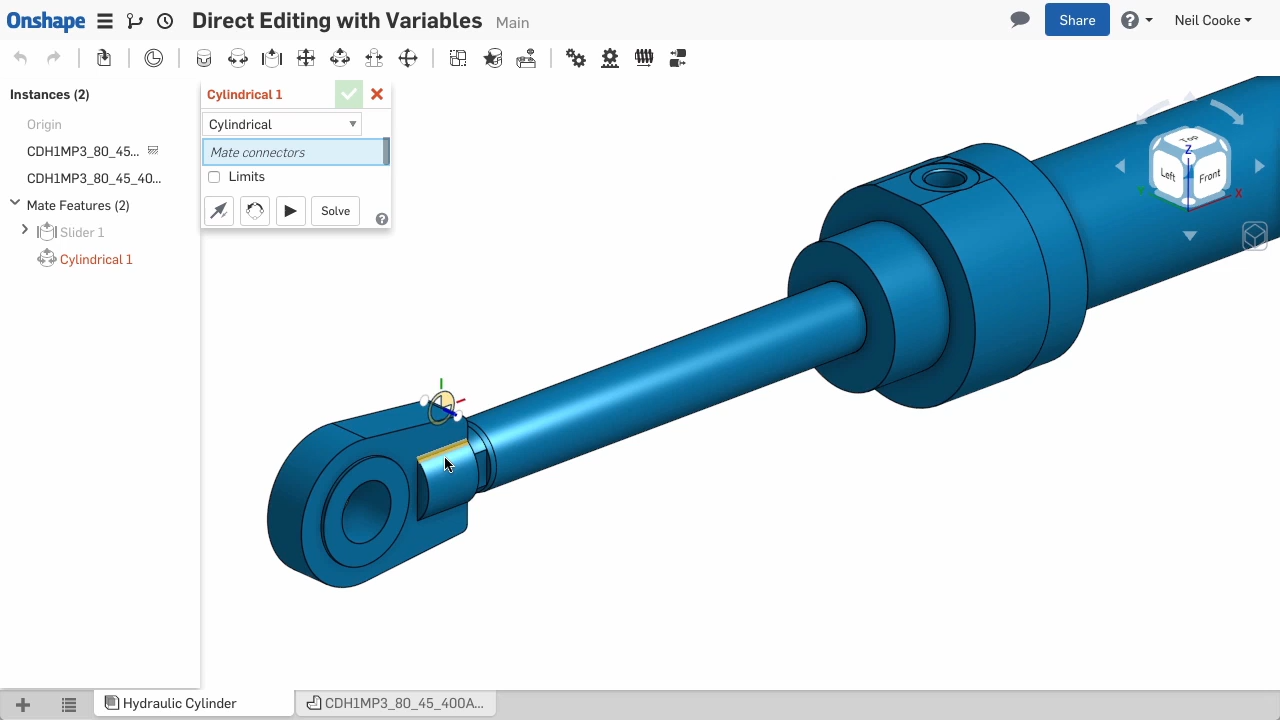 Onshape
Direct Editing with Variables Main
Share
Neil Cooke
Instances (2)
Origin
CDH1MP3_80_45...
CDH1MP3_80_45_40...
Mate Features (2)
Slider 1
Cylindrical 1
Cylindrical 1
Cylindrical
Mate connectors
Limits
Solve
Top
Z
Left
Front
Y
X
Hydraulic Cylinder
CDH1MP3_80_45_400A...